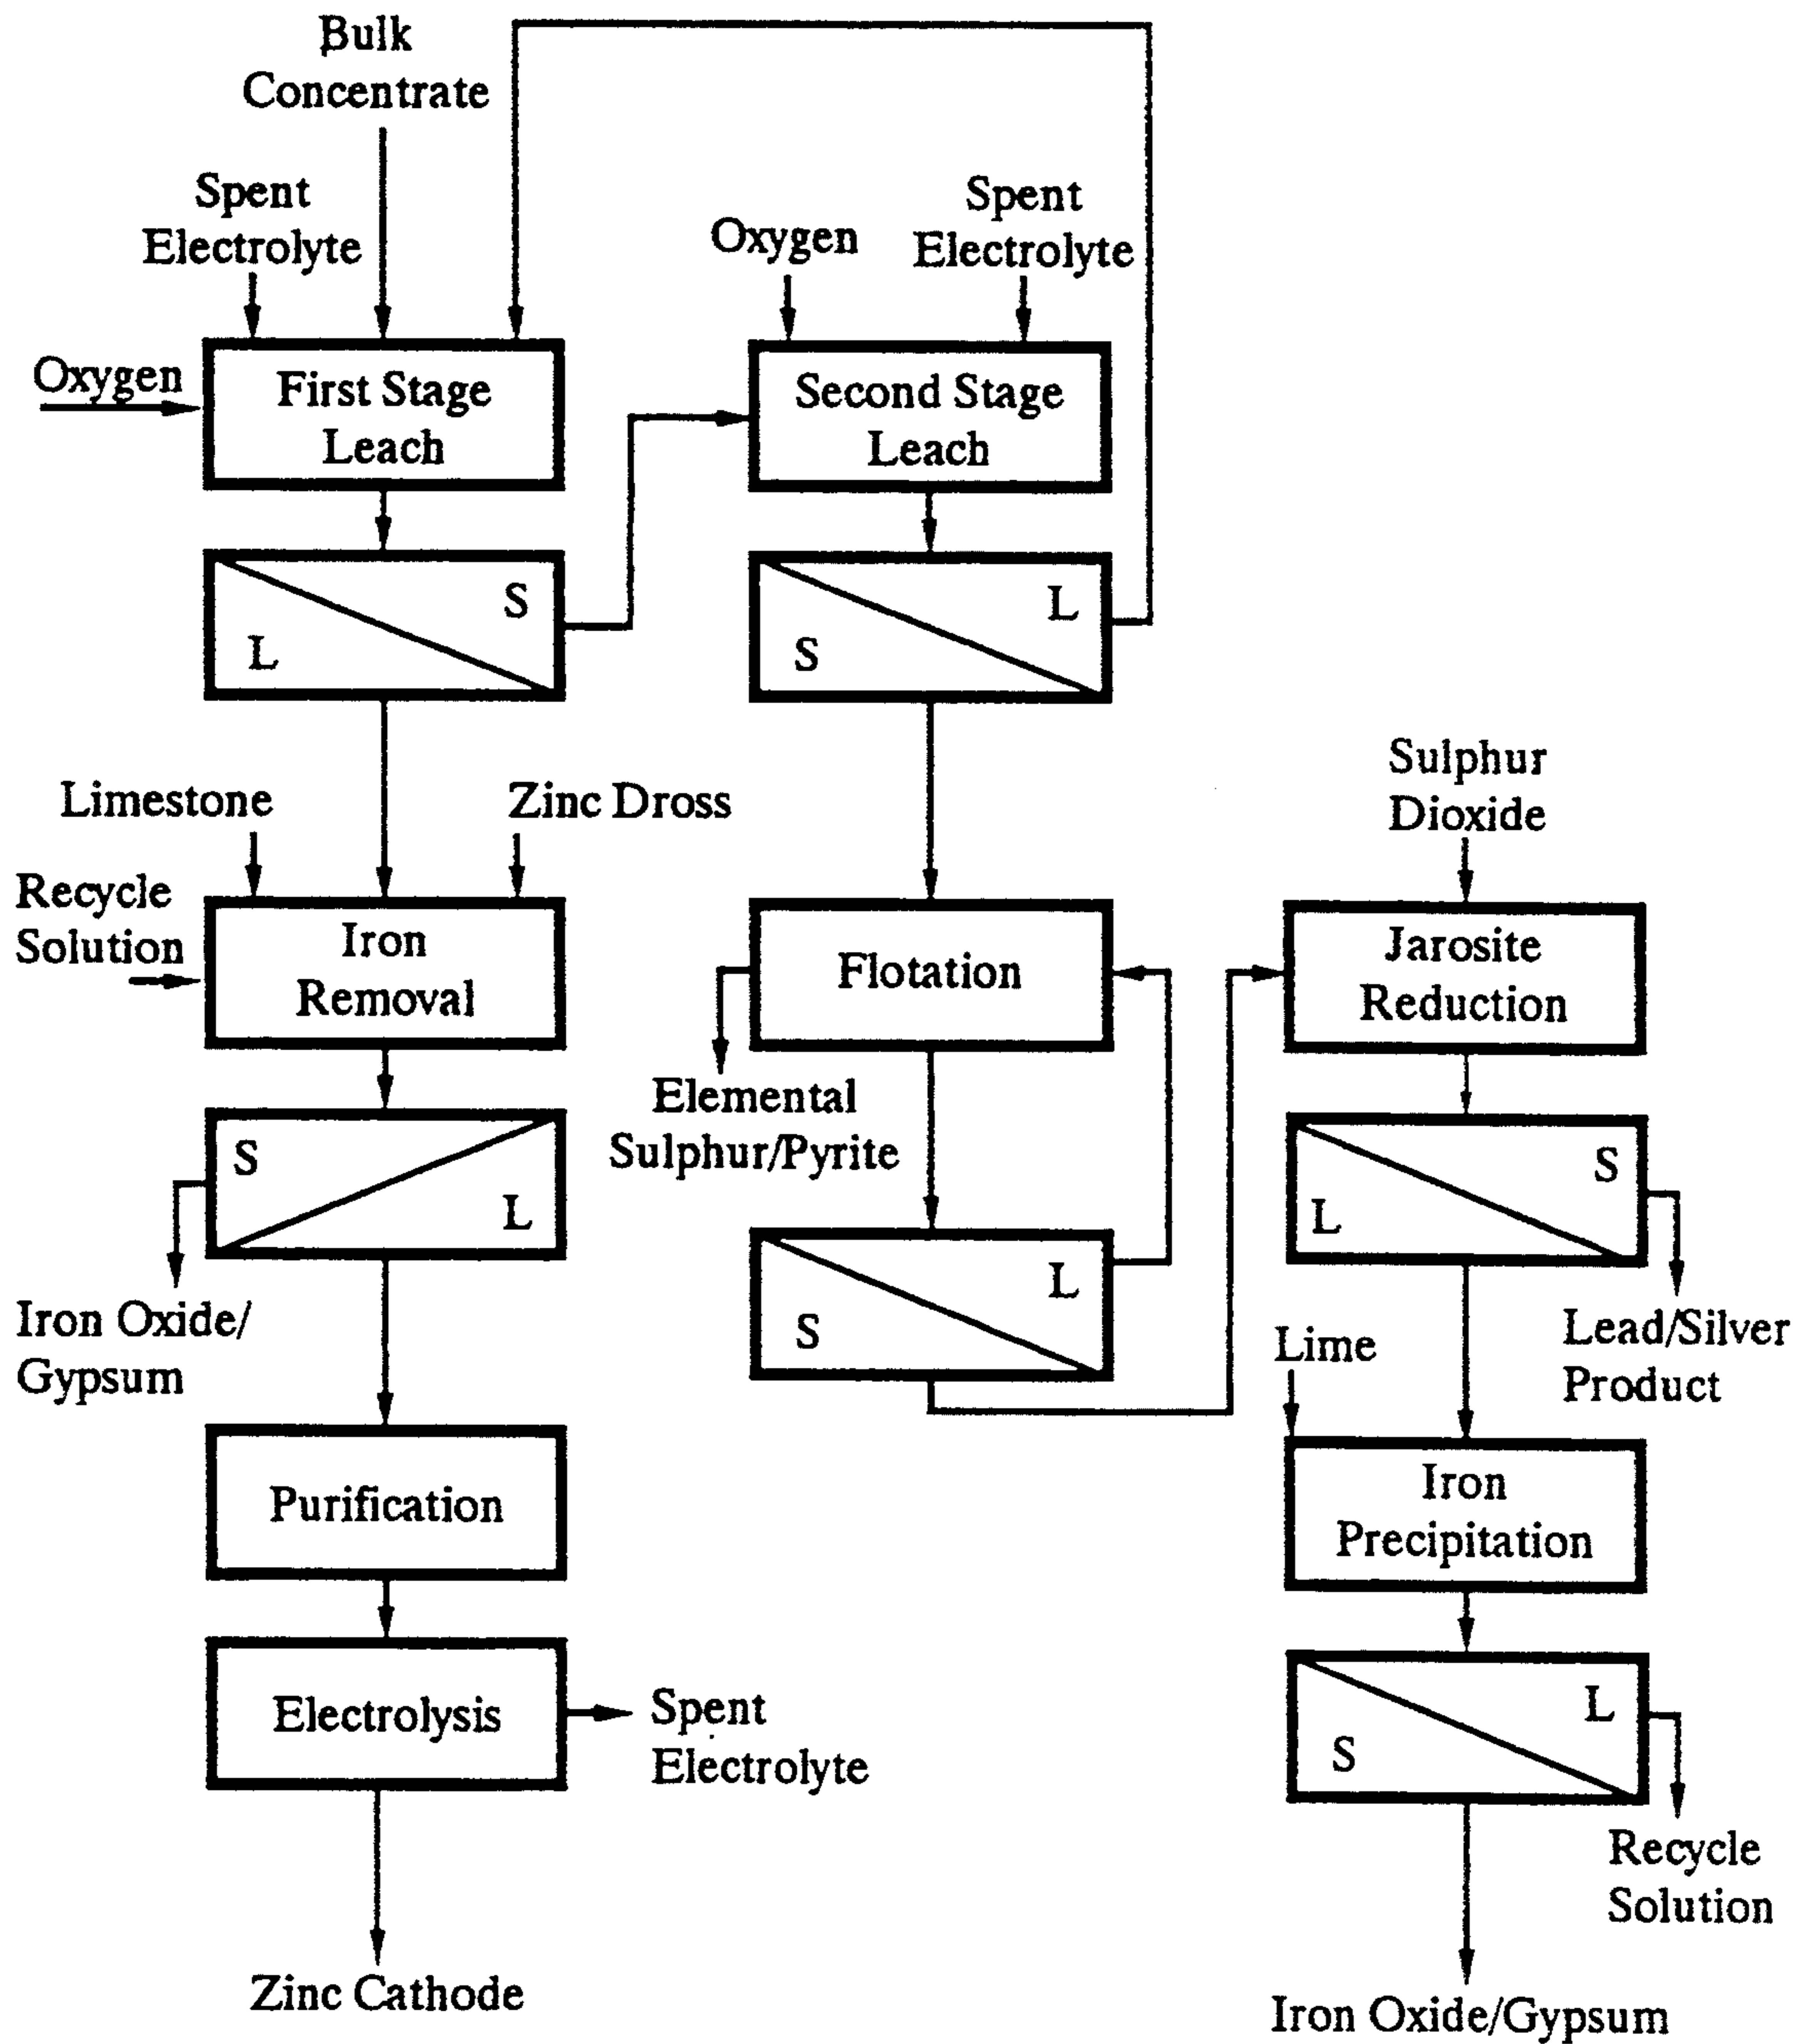 Bulk
Concentrate
Spent
Electrolyte
Oxygen
Spent
Electrolyte
Oxygen
First Stage
Leach
Second Stage
Leach
S
L
L
S
Limestone
Zinc Dross
Sulphur
Dioxide
Recycle
Solution
Iron
Removal
Flotation
Jarosite
Reduction
Elemental
Sulphur/Pyrite
S
L
S
L
L
S
Iron Oxide/
Gypsum
Lime
Lead/Silver
Product
Purification
Iron
Precipitation
Electrolysis
Spent
Electrolyte
L
S
Recycle
Solution
Zinc Cathode
Iron Oxide/Gypsum